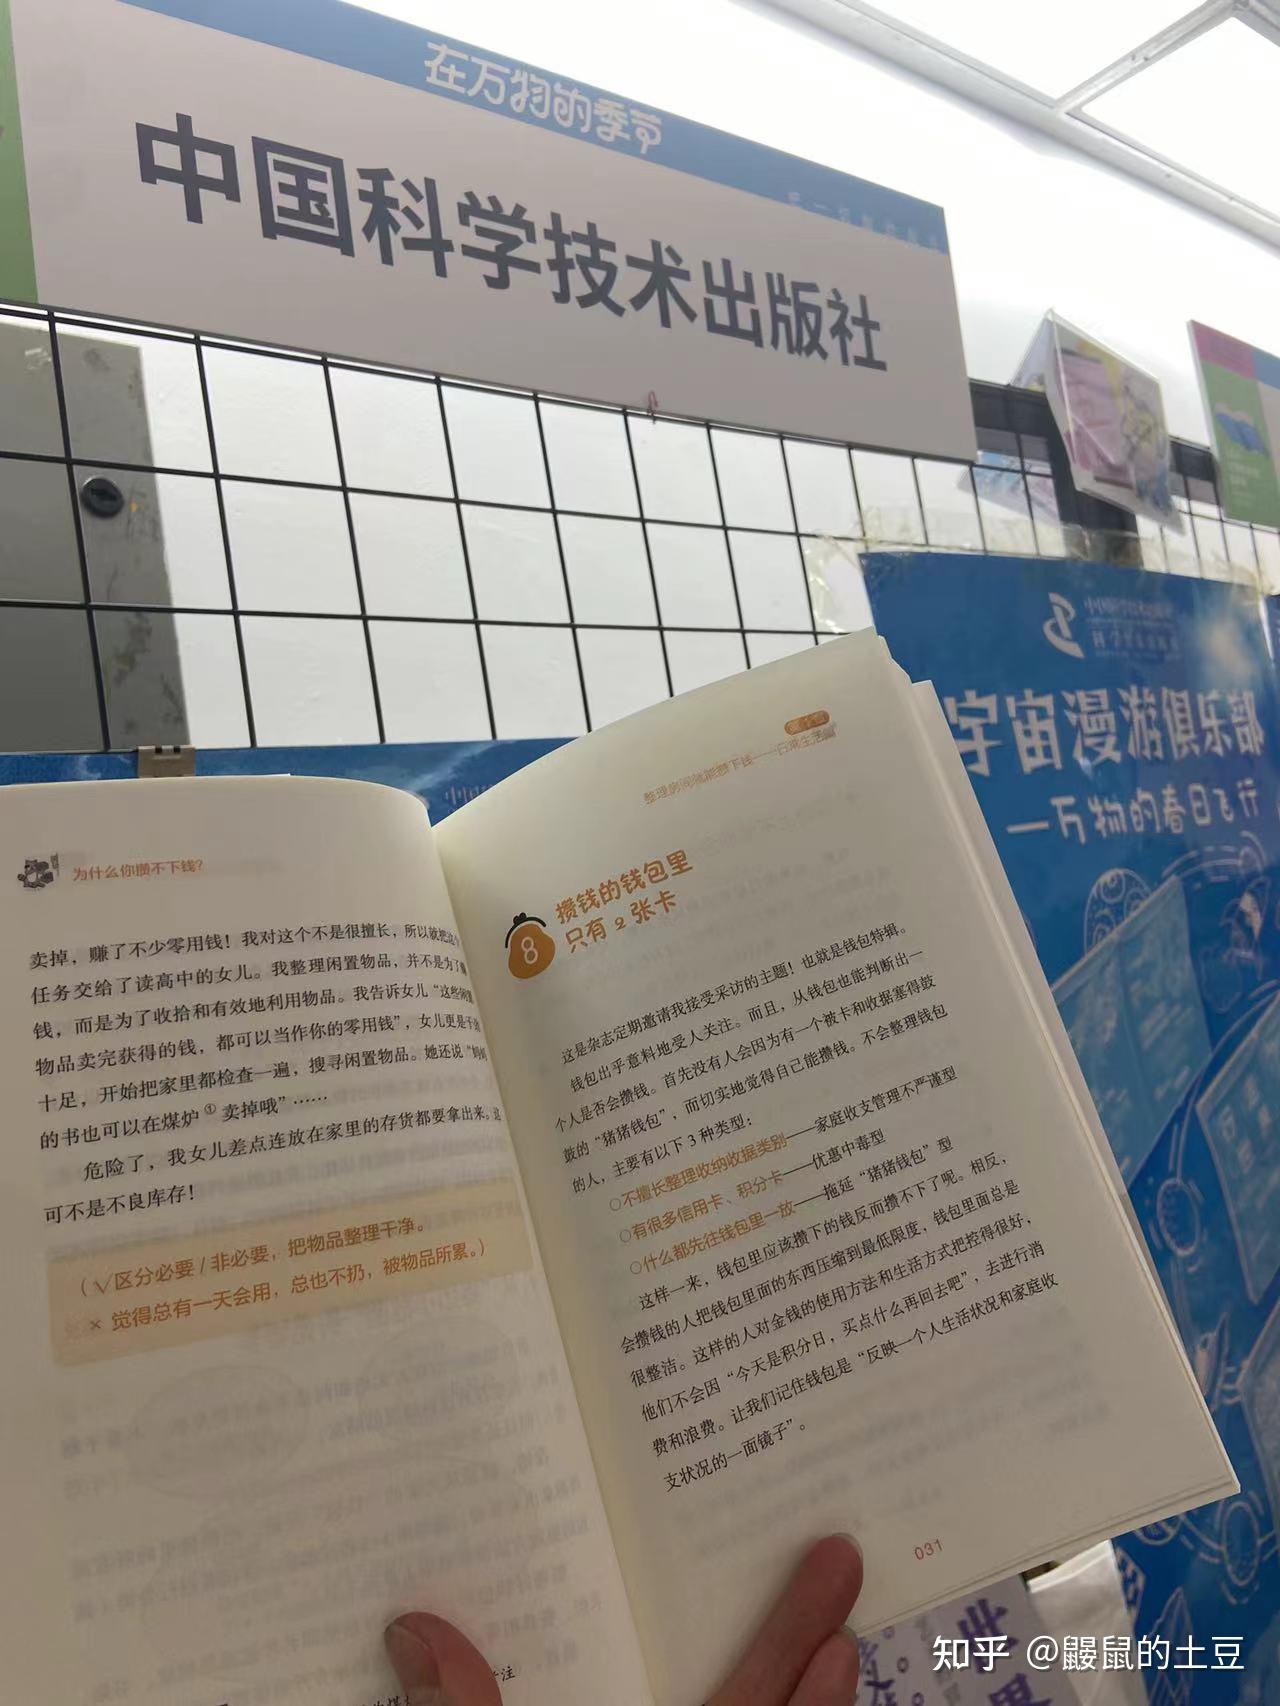 在万物的季节
中国科学技术出版社
宇宙漫游俱乐部
—万物的春日飞行
为什么你攒不下钱？
卖掉，赚了不少零用钱！我对这个不是很擅长，所以就把这个
任务交给了读高中的女儿。我整理闲置物品，并不是为了
钱，而是为了收拾和有效地利用物品。我告诉女儿“这些闲置
物品卖完获得的钱，都可以当作你的零用钱”，女儿更是干劲
十足，开始把家里都检查一遍，搜寻闲置物品。她还说“妈妈
的书也可以在煤炉①卖掉哦”……
危险了，我女儿差点连放在家里的存货都要拿出来。这
可不是不良库存！
（√区分必要/非必要，把物品整理干净。
× 觉得总有一天会用，总也不扔，被物品所累。）
注
第1章
整理房间就能攒下钱——日常生活篇
8
攒钱的钱包里
只有2张卡
这是杂志定期邀请我接受采访的主题！也就是钱包特辑。
钱包出乎意料地受人关注。而且，从钱包也能判断出一
个人是否会攒钱。首先没有人会因为有一个被卡和收据塞得鼓
鼓的“猪猪钱包”，而切实地觉得自己能攒钱。不会整理钱包
的人，主要有以下3种类型：
○不擅长整理收纳收据类别——家庭收支管理不严谨型
○有很多信用卡、积分卡——优惠中毒型
○什么都先往钱包里一放——拖延“猪猪钱包”型
这样一来，钱包里应该攒下的钱反而攒不下了呢。相反，
会攒钱的人把钱包里面的东西压缩到最低限度，钱包里面总是
很整洁。这样的人对金钱的使用方法和生活方式把控得很好，
他们不会因“今天是积分日，买点什么再回去吧”，去进行消
费和浪费。让我们记住钱包是“反映一个人生活状况和家庭收
支状况的一面镜子”。
031
知乎 @鼹鼠的土豆